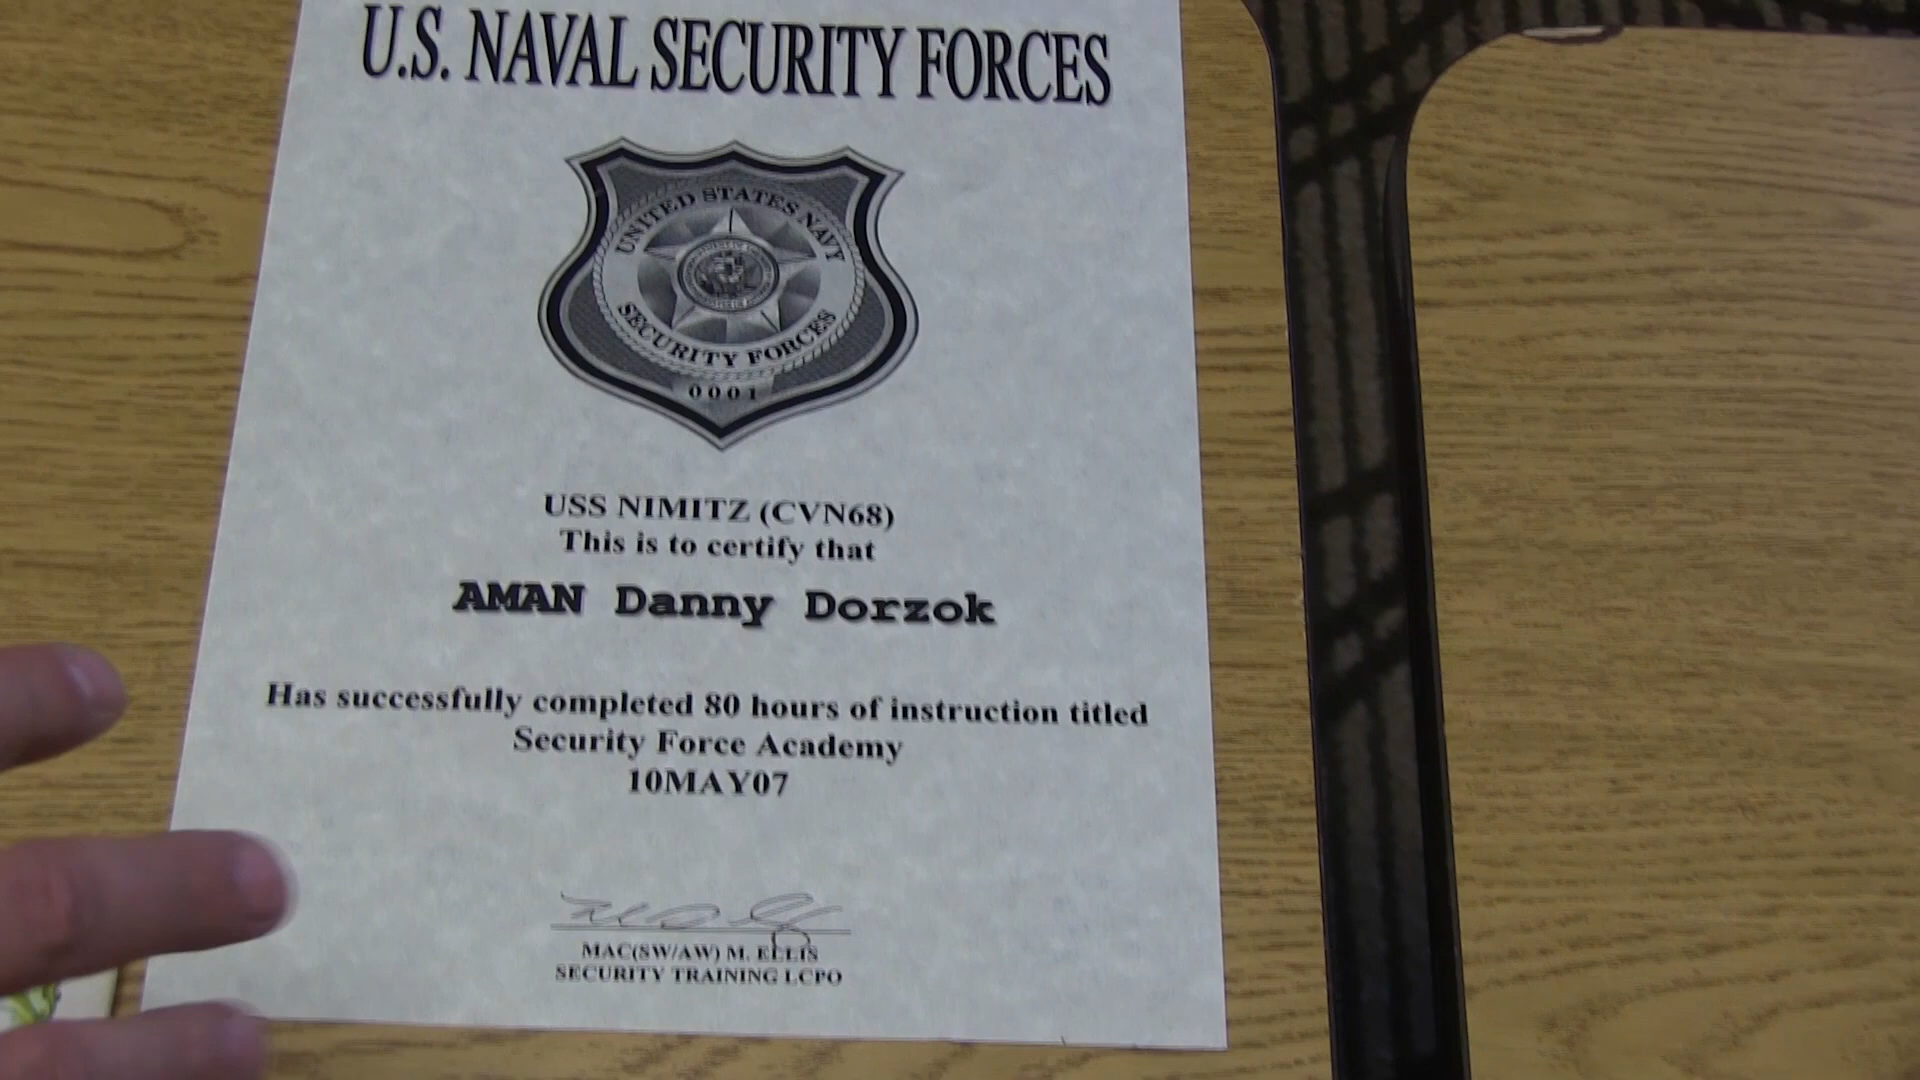 U.S. NAVAL SECURITY FORCES
UNITED STATES NAVY
SECURITY FORCES
0001
USS NIMITZ (CVN68)
This is to certify that
AMAN Danny Dorzok
Has successfully completed 80 hours of instruction titled
Security Force Academy
10MAY07
MAC(SW/AW) M. ELLIS
SECURITY TRAINING LCPO